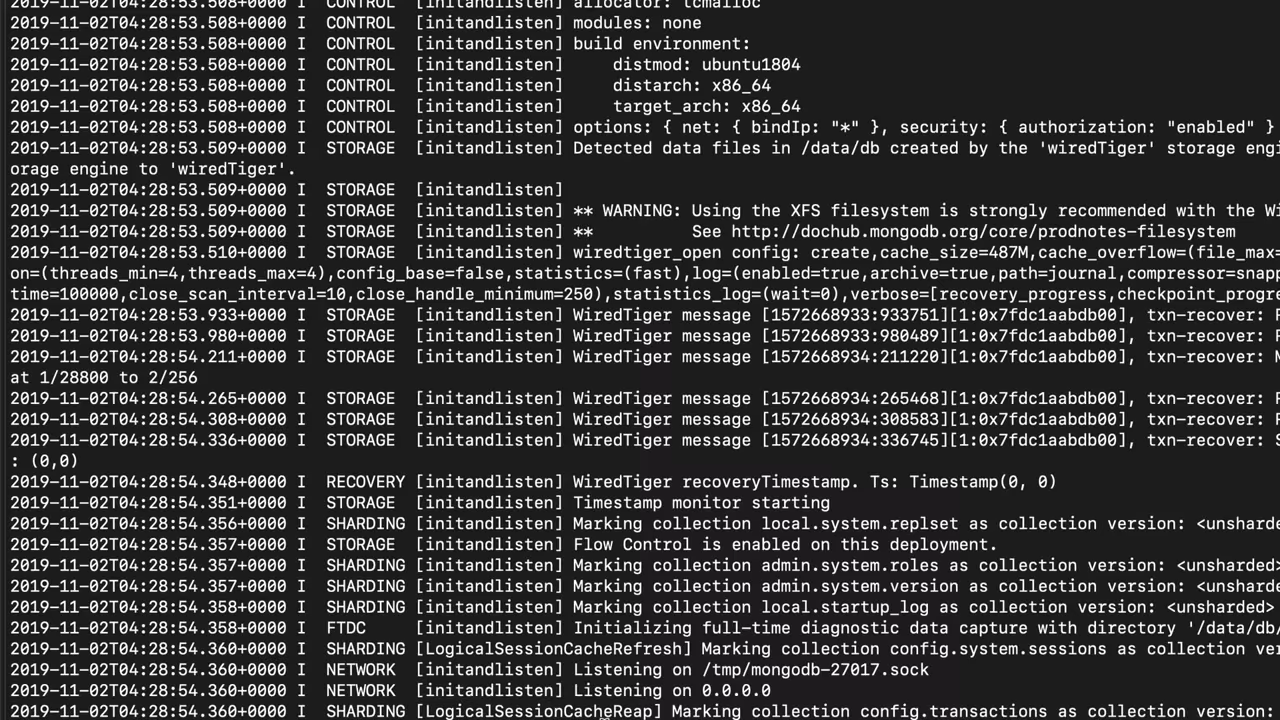 2019-11-02T04:28:53.508+0000 I  CONTROL  [initandlisten] allocator: tcmalloc
2019-11-02T04:28:53.508+0000 I  CONTROL  [initandlisten] modules: none
2019-11-02T04:28:53.508+0000 I  CONTROL  [initandlisten] build environment:
2019-11-02T04:28:53.508+0000 I  CONTROL  [initandlisten]     distmod: ubuntu1804
2019-11-02T04:28:53.508+0000 I  CONTROL  [initandlisten]     distarch: x86_64
2019-11-02T04:28:53.508+0000 I  CONTROL  [initandlisten]     target_arch: x86_64
2019-11-02T04:28:53.508+0000 I  CONTROL  [initandlisten] options: { net: { bindIp: "*" }, security: { authorization: "enabled" }
2019-11-02T04:28:53.509+0000 I  STORAGE  [initandlisten] Detected data files in /data/db created by the 'wiredTiger' storage engi
orage engine to 'wiredTiger'.
2019-11-02T04:28:53.509+0000 I  STORAGE  [initandlisten]
2019-11-02T04:28:53.509+0000 I  STORAGE  [initandlisten] ** WARNING: Using the XFS filesystem is strongly recommended with the Wi
2019-11-02T04:28:53.509+0000 I  STORAGE  [initandlisten] **          See http://dochub.mongodb.org/core/prodnotes-filesystem
2019-11-02T04:28:53.510+0000 I  STORAGE  [initandlisten] wiredtiger_open config: create,cache_size=487M,cache_overflow=(file_max=
on=(threads_min=4,threads_max=4),config_base=false,statistics=(fast),log=(enabled=true,archive=true,path=journal,compressor=snapp
time=100000,close_scan_interval=10,close_handle_minimum=250),statistics_log=(wait=0),verbose=[recovery_progress,checkpoint_progre
2019-11-02T04:28:53.933+0000 I  STORAGE  [initandlisten] WiredTiger message [1572668933:933751][1:0x7fdc1aabdb00], txn-recover: R
2019-11-02T04:28:53.980+0000 I  STORAGE  [initandlisten] WiredTiger message [1572668933:980489][1:0x7fdc1aabdb00], txn-recover: R
2019-11-02T04:28:54.211+0000 I  STORAGE  [initandlisten] WiredTiger message [1572668934:211220][1:0x7fdc1aabdb00], txn-recover: M
at 1/28800 to 2/256
2019-11-02T04:28:54.265+0000 I  STORAGE  [initandlisten] WiredTiger message [1572668934:265468][1:0x7fdc1aabdb00], txn-recover: R
2019-11-02T04:28:54.308+0000 I  STORAGE  [initandlisten] WiredTiger message [1572668934:308583][1:0x7fdc1aabdb00], txn-recover: R
2019-11-02T04:28:54.336+0000 I  STORAGE  [initandlisten] WiredTiger message [1572668934:336745][1:0x7fdc1aabdb00], txn-recover: S
: (0,0)
2019-11-02T04:28:54.348+0000 I  RECOVERY [initandlisten] WiredTiger recoveryTimestamp. Ts: Timestamp(0, 0)
2019-11-02T04:28:54.351+0000 I  STORAGE  [initandlisten] Timestamp monitor starting
2019-11-02T04:28:54.356+0000 I  SHARDING [initandlisten] Marking collection local.system.replset as collection version: <unsharde
2019-11-02T04:28:54.357+0000 I  STORAGE  [initandlisten] Flow Control is enabled on this deployment.
2019-11-02T04:28:54.357+0000 I  SHARDING [initandlisten] Marking collection admin.system.roles as collection version: <unsharded>
2019-11-02T04:28:54.357+0000 I  SHARDING [initandlisten] Marking collection admin.system.version as collection version: <unsharde
2019-11-02T04:28:54.358+0000 I  SHARDING [initandlisten] Marking collection local.startup_log as collection version: <unsharded>
2019-11-02T04:28:54.358+0000 I  FTDC     [initandlisten] Initializing full-time diagnostic data capture with directory '/data/db/
2019-11-02T04:28:54.360+0000 I  SHARDING [LogicalSessionCacheRefresh] Marking collection config.system.sessions as collection ver
2019-11-02T04:28:54.360+0000 I  NETWORK  [initandlisten] Listening on /tmp/mongodb-27017.sock
2019-11-02T04:28:54.360+0000 I  NETWORK  [initandlisten] Listening on 0.0.0.0
2019-11-02T04:28:54.360+0000 I  SHARDING [LogicalSessionCacheReap] Marking collection config.transactions as collection version: